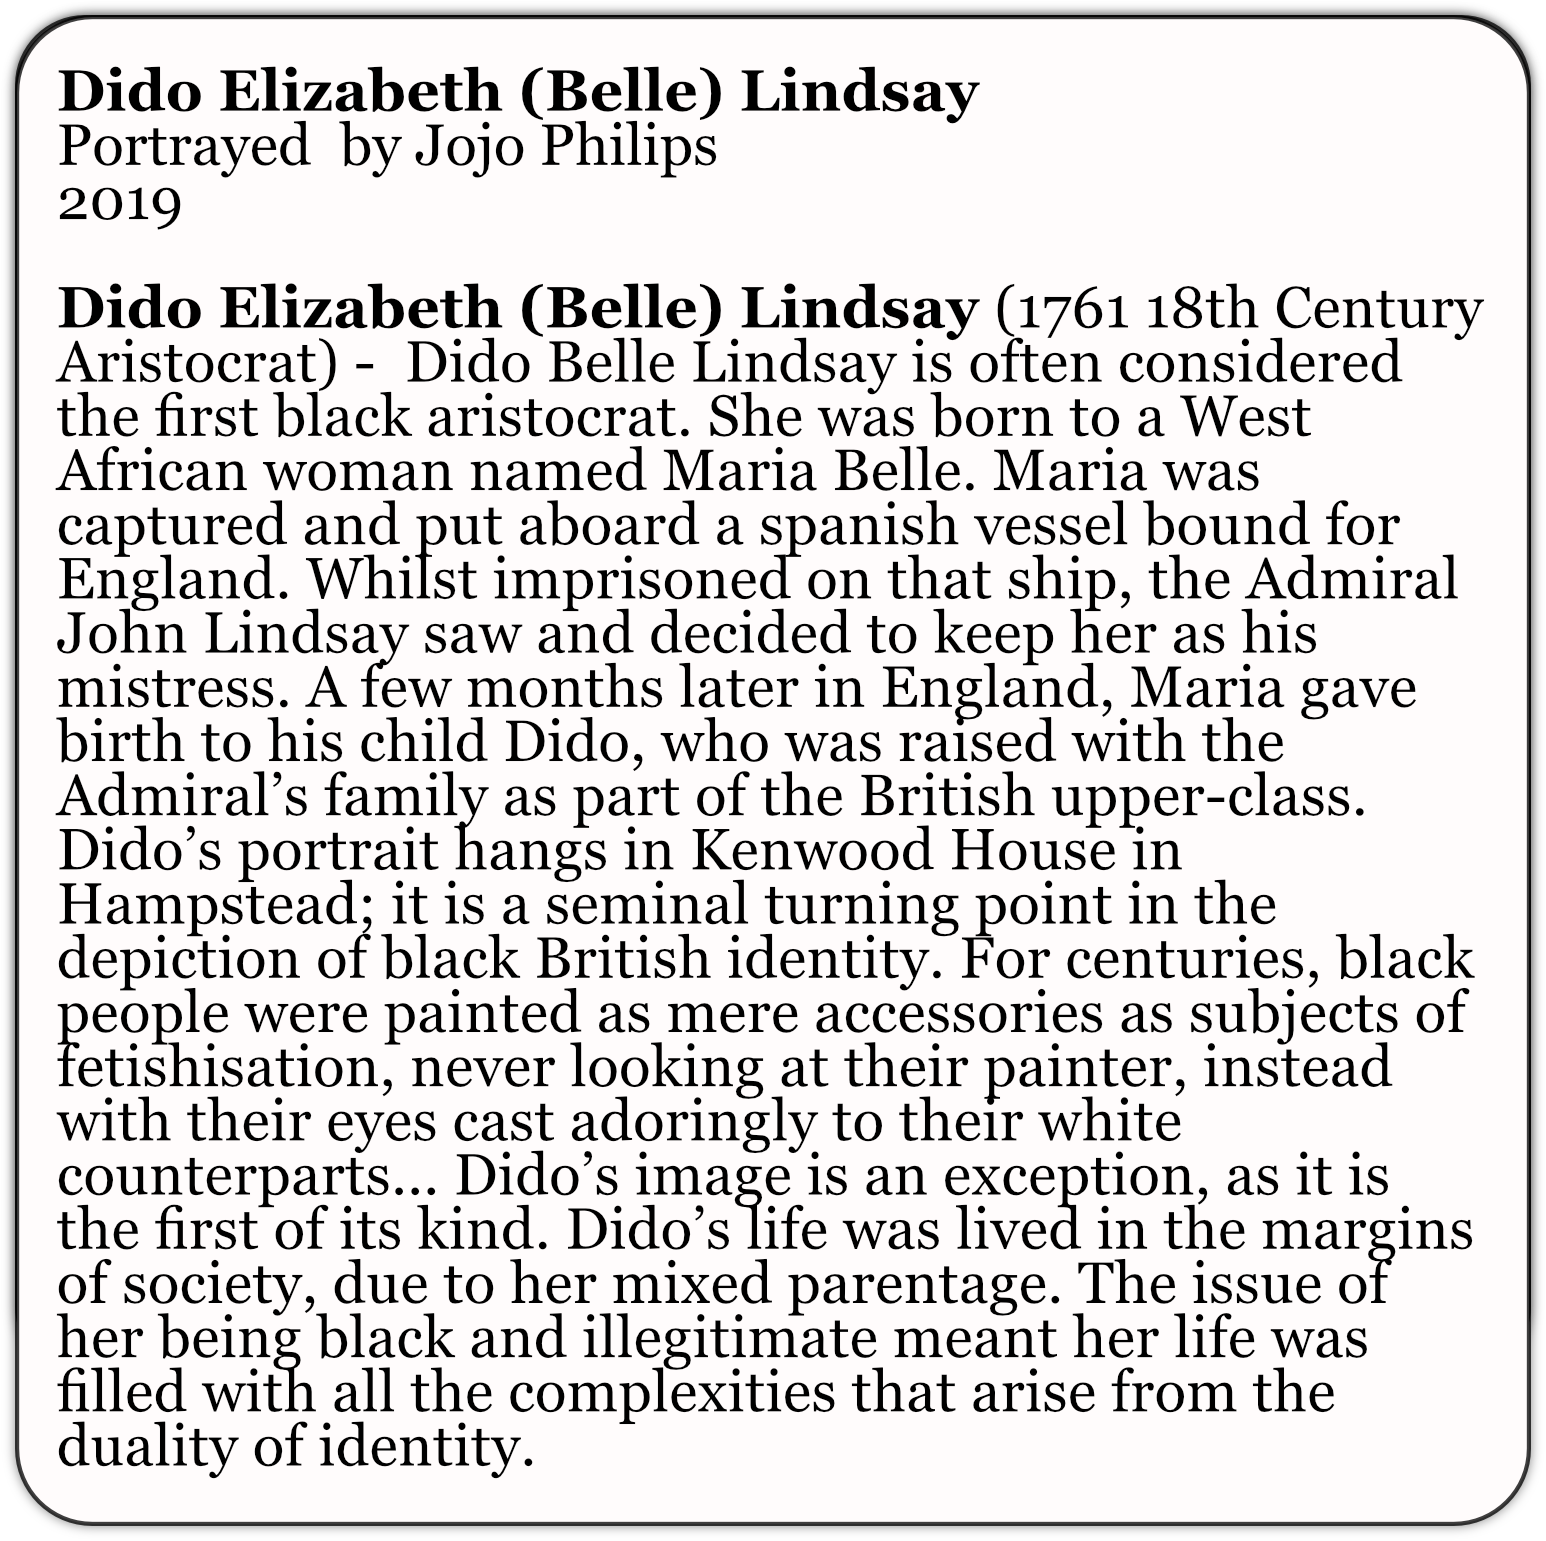 Dido Elizabeth (Belle) Lindsay
Portrayed  by Jojo Philips
2019
Dido Elizabeth (Belle) Lindsay (1761 18th Century
Aristocrat) -  Dido Belle Lindsay is often considered
the first black aristocrat. She was born to a West
African woman named Maria Belle. Maria was
captured and put aboard a spanish vessel bound for
England. Whilst imprisoned on that ship, the Admiral
John Lindsay saw and decided to keep her as his
mistress. A few months later in England, Maria gave
birth to his child Dido, who was raised with the
Admiral’s family as part of the British upper-class.
Dido’s portrait hangs in Kenwood House in
Hampstead; it is a seminal turning point in the
depiction of black British identity. For centuries, black
people were painted as mere accessories as subjects of
fetishisation, never looking at their painter, instead
with their eyes cast adoringly to their white
counterparts... Dido’s image is an exception, as it is
the first of its kind. Dido’s life was lived in the margins
of society, due to her mixed parentage. The issue of
her being black and illegitimate meant her life was
filled with all the complexities that arise from the
duality of identity.